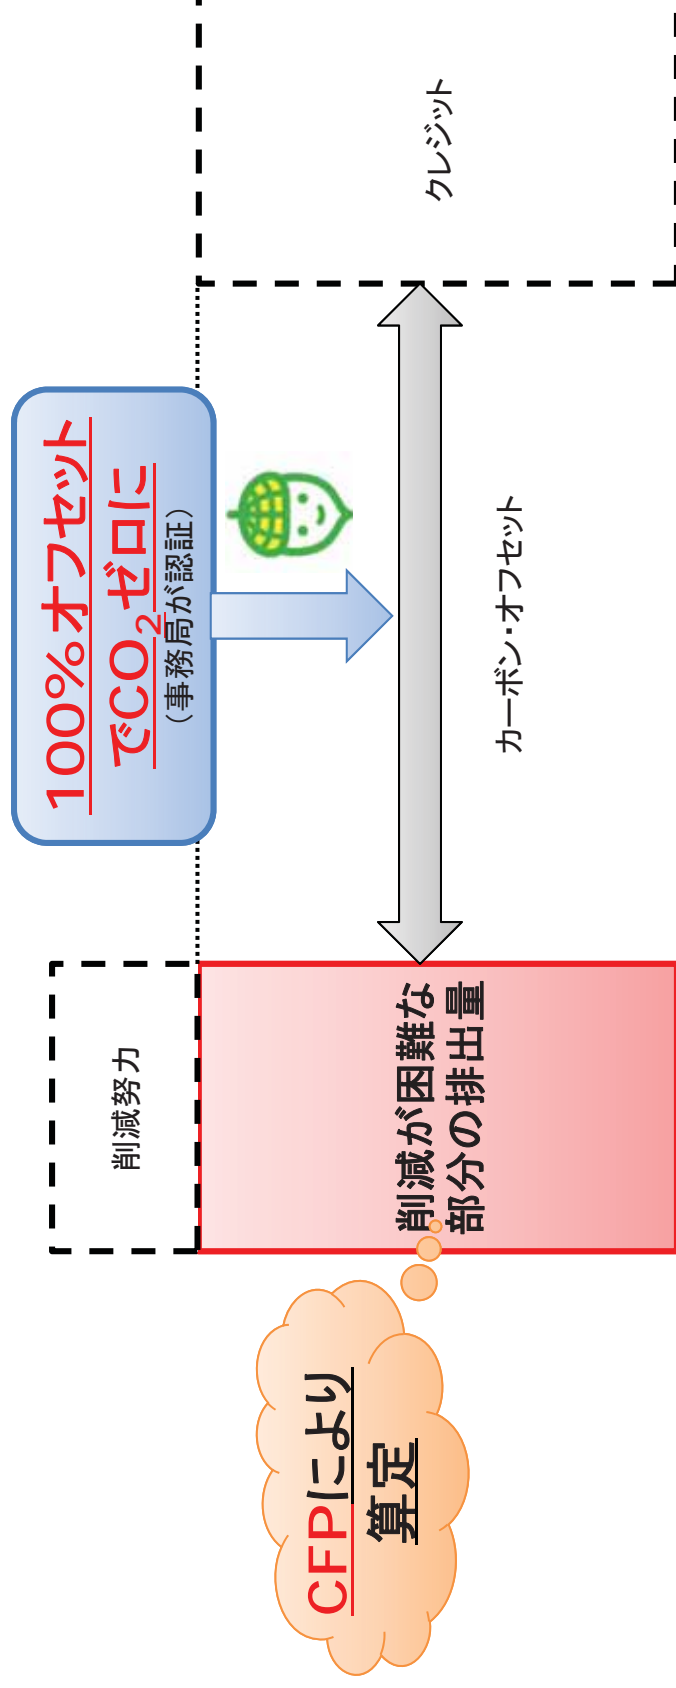 CFPにより
算定
削減努力
削減が困難な
部分の排出量
100%オフセット
でCO₂ゼロに
（事務局が認証）
カーボン・オフセット
クレジット